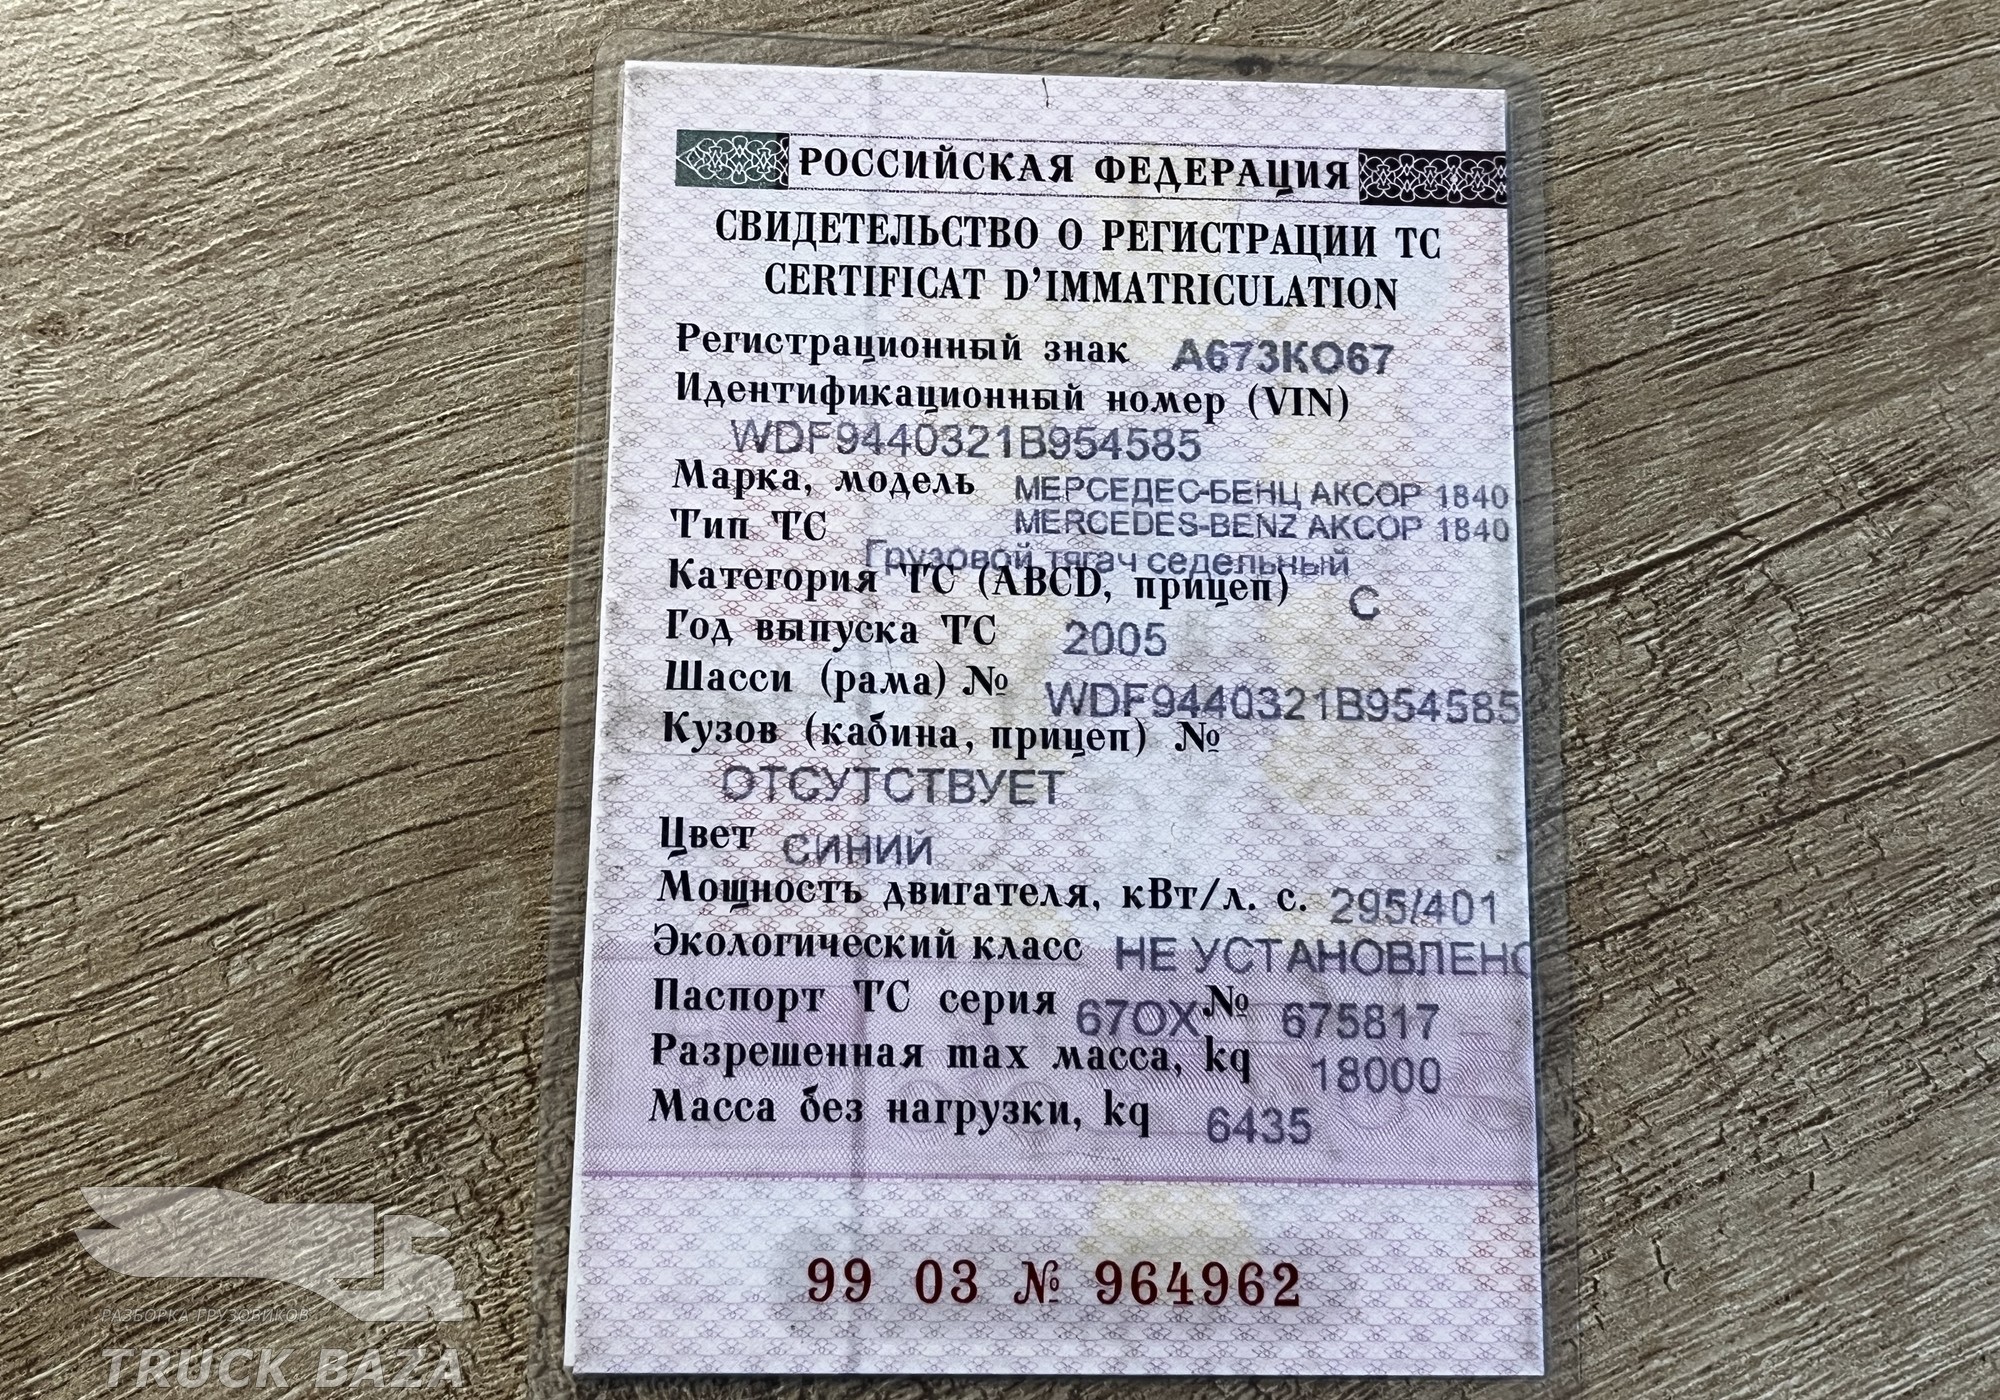 РОССИЙСКАЯ ФЕДЕРАЦИЯ
СВИДЕТЕЛЬСТВО О РЕГИСТРАЦИИ ТС
CERTIFICAT D'IMMATRICULATION
Регистрационный знак А673КО67
Идентификационный номер (VIN)
WDF9440321B954585
Марка, модель МЕРСЕДЕС-БЕНЦ АКСОР 1840
Тип ТС MERCEDES-BENZ АКСОР 1840
Грузовой тягач седельный
Категория ТС (ABCD, прицеп) C
Год выпуска ТС 2005
Шасси (рама) № WDF9440321B954585
Кузов (кабина, прицеп) №
ОТСУТСТВУЕТ
Цвет СИНИЙ
Мощность двигателя, кВт/л. с. 295/401
Экологический класс НЕ УСТАНОВЛЕНО
Паспорт ТС серия 67ОХ № 675817
Разрешенная max масса, kg 18000
Масса без нагрузки, kg 6435
99 03 № 964962
РАЗБОРКА ГРУЗОВИКОВ
TRUCK BAZA